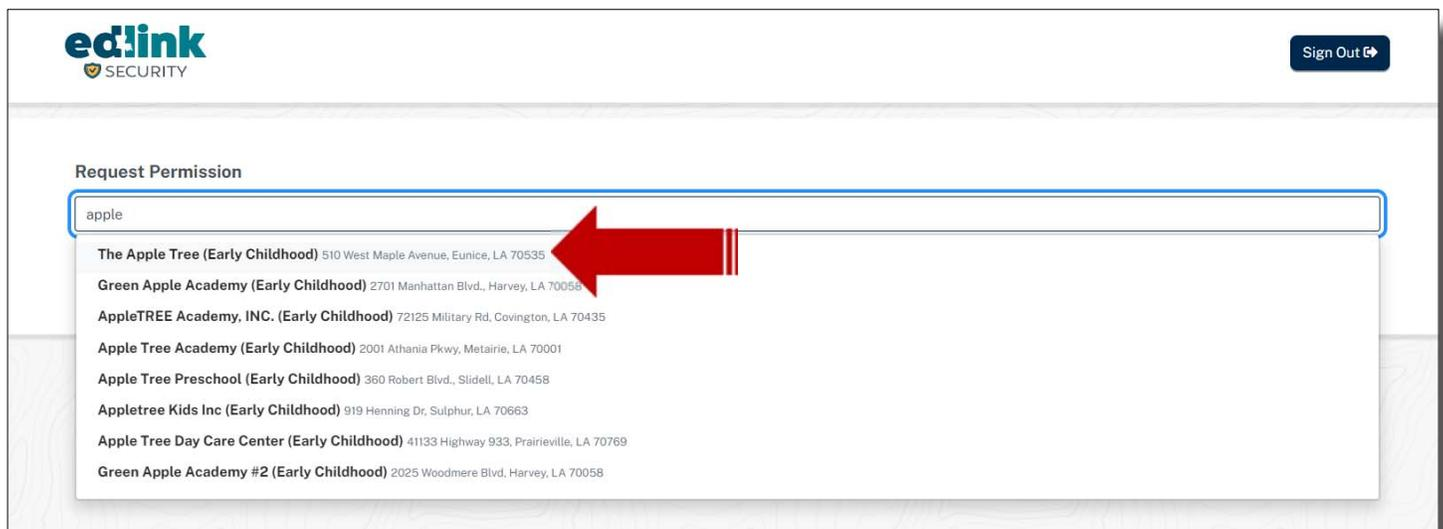 edlink
SECURITY
Sign Out
Request Permission
apple
The Apple Tree (Early Childhood) 510 West Maple Avenue, Eunice, LA 70535
Green Apple Academy (Early Childhood) 2701 Manhattan Blvd., Harvey, LA 70058
AppleTREE Academy, INC. (Early Childhood) 72125 Military Rd, Covington, LA 70435
Apple Tree Academy (Early Childhood) 2001 Athania Pkwy, Metairie, LA 70001
Apple Tree Preschool (Early Childhood) 360 Robert Blvd., Slidell, LA 70458
Appletree Kids Inc (Early Childhood) 919 Henning Dr, Sulphur, LA 70663
Apple Tree Day Care Center (Early Childhood) 41133 Highway 933, Prairieville, LA 70769
Green Apple Academy #2 (Early Childhood) 2025 Woodmere Blvd, Harvey, LA 70058